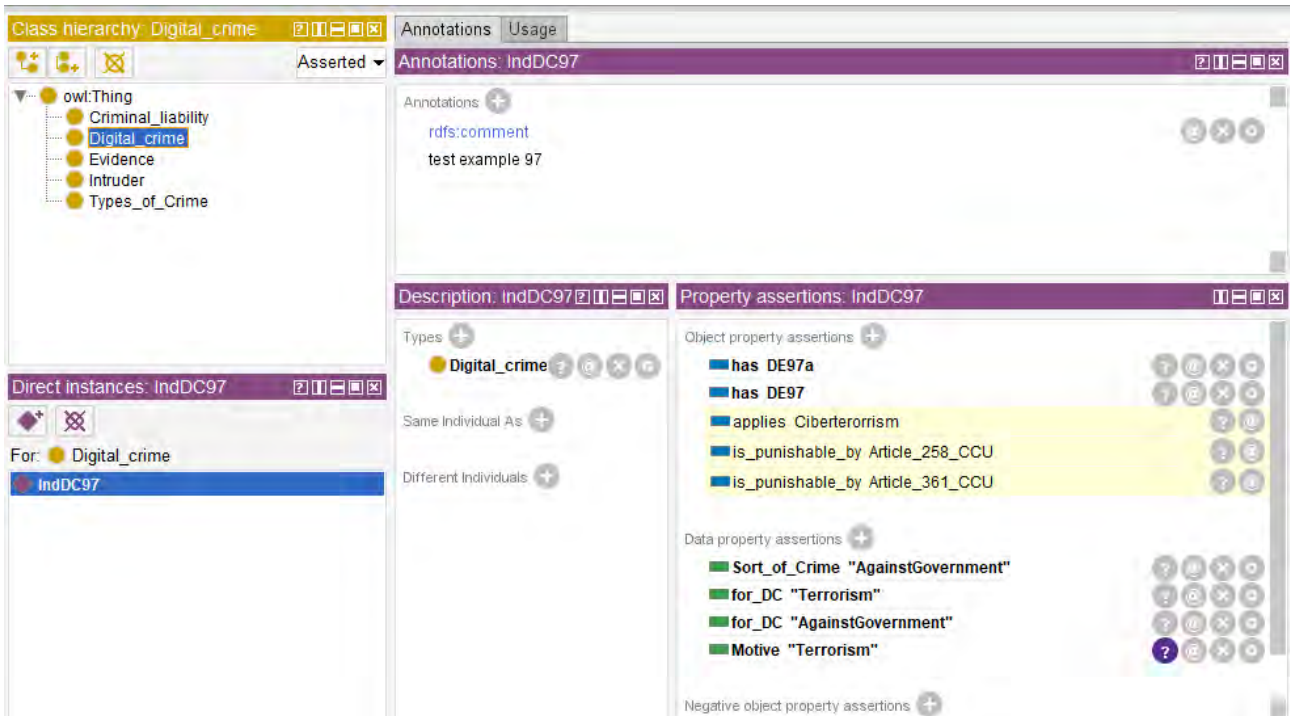 Class hierarchy: Digital_crime
Asserted
owl:Thing
Criminal_liability
Digital_crime
Evidence
Intruder
Types_of_Crime
Direct instances: IndDC97
For: Digital_crime
IndDC97
Annotations Usage
Annotations: IndDC97
Annotations
rdfs:comment
test example 97
Description: IndDC97
Types
Digital_crime
Same Individual As
Different Individuals
Property assertions: IndDC97
Object property assertions
has DE97a
has DE97
applies Ciberterorrism
is_punishable_by Article_258_CCU
is_punishable_by Article_361_CCU
Data property assertions
Sort_of_Crime "AgainstGovernment"
for_DC "Terrorism"
for_DC "AgainstGovernment"
Motive "Terrorism"
Negative object property assertions